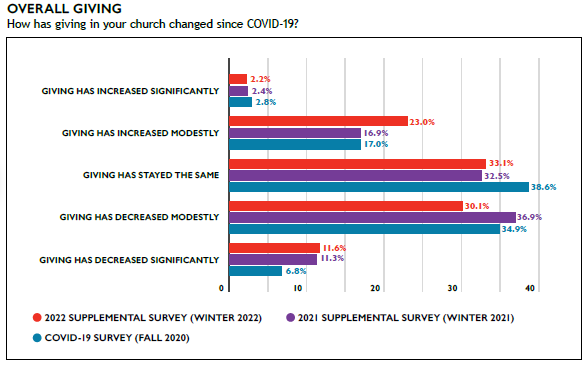 OVERALL GIVING
How has giving in your church changed since COVID-19?
GIVING HAS INCREASED SIGNIFICANTLY
2.2%
2.4%
2.8%
GIVING HAS INCREASED MODESTLY
23.0%
16.9%
17.0%
GIVING HAS STAYED THE SAME
33.1%
32.5%
38.6%
GIVING HAS DECREASED MODESTLY
30.1%
36.9%
34.9%
GIVING HAS DECREASED SIGNIFICANTLY
11.6%
11.3%
6.8%
0 10 20 30 40
2022 SUPPLEMENTAL SURVEY (WINTER 2022) 2021 SUPPLEMENTAL SURVEY (WINTER 2021)
COVID-19 SURVEY (FALL 2020)